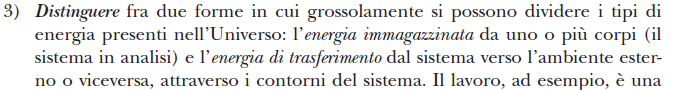 3) Distinguere fra due forme in cui grossolamente si possono dividere i tipi di
energia presenti nell'Universo: l'energia immagazzinata da uno o più corpi (il
sistema in analisi) e l'energia di trasferimento dal sistema verso l'ambiente ester-
no o viceversa, attraverso i contorni del sistema. Il lavoro, ad esempio, è una